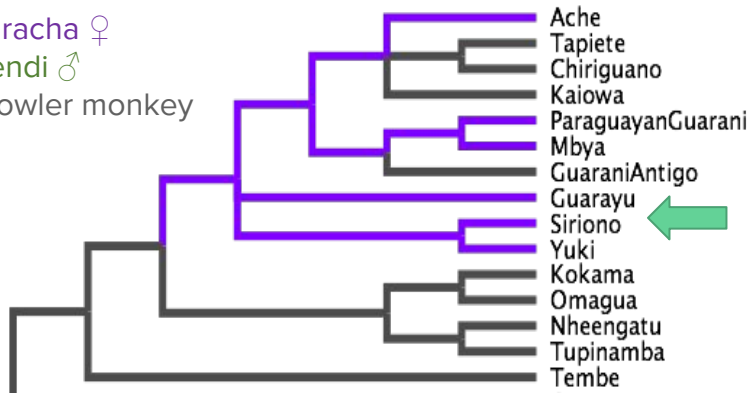 racha ♀
endi ♂
owler monkey
Ache
Tapiete
Chiriguano
Kaiowa
ParaguayanGuarani
Mbya
GuaraniAntigo
Guarayu
Siriono
Yuki
Kokama
Omagua
Nheengatu
Tupinamba
Tembe